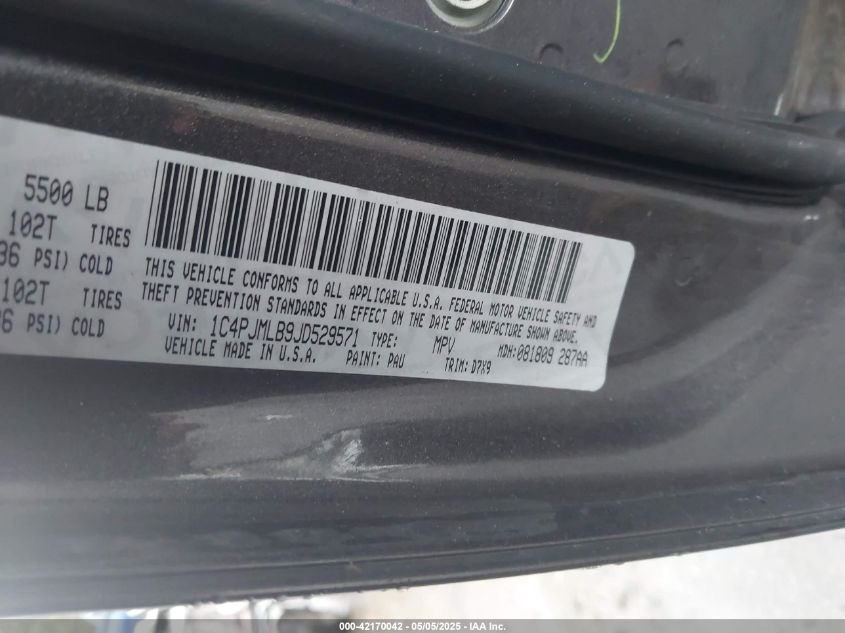 5500 LB
102T TIRES
36 PSI) COLD
102T TIRES
36 PSI) COLD
THIS VEHICLE CONFORMS TO ALL APPLICABLE U.S.A. FEDERAL MOTOR VEHICLE SAFETY AND
THEFT PREVENTION STANDARDS IN EFFECT ON THE DATE OF MANUFACTURE SHOWN ABOVE.
VIN: 1C4PJMLB9JD529571 TYPE: MPV MDH:081809 287AA
VEHICLE MADE IN U.S.A. PAINT: PAU TRIM: D7X9
000-42170042 - 05/05/2025 - IAA Inc.